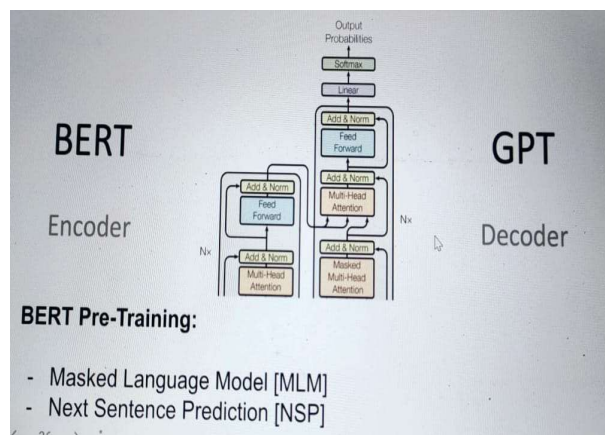 Output
Probabilities
Softmax
Linear
Add & Norm
Feed
Forward
Add & Norm
Multi-Head
Attention
Add & Norm
Masked
Multi-Head
Attention
Nx
Add & Norm
Feed
Forward
Add & Norm
Multi-Head
Attention
Nx
BERT
Encoder
GPT
Decoder
BERT Pre-Training:
- Masked Language Model [MLM]
- Next Sentence Prediction [NSP]